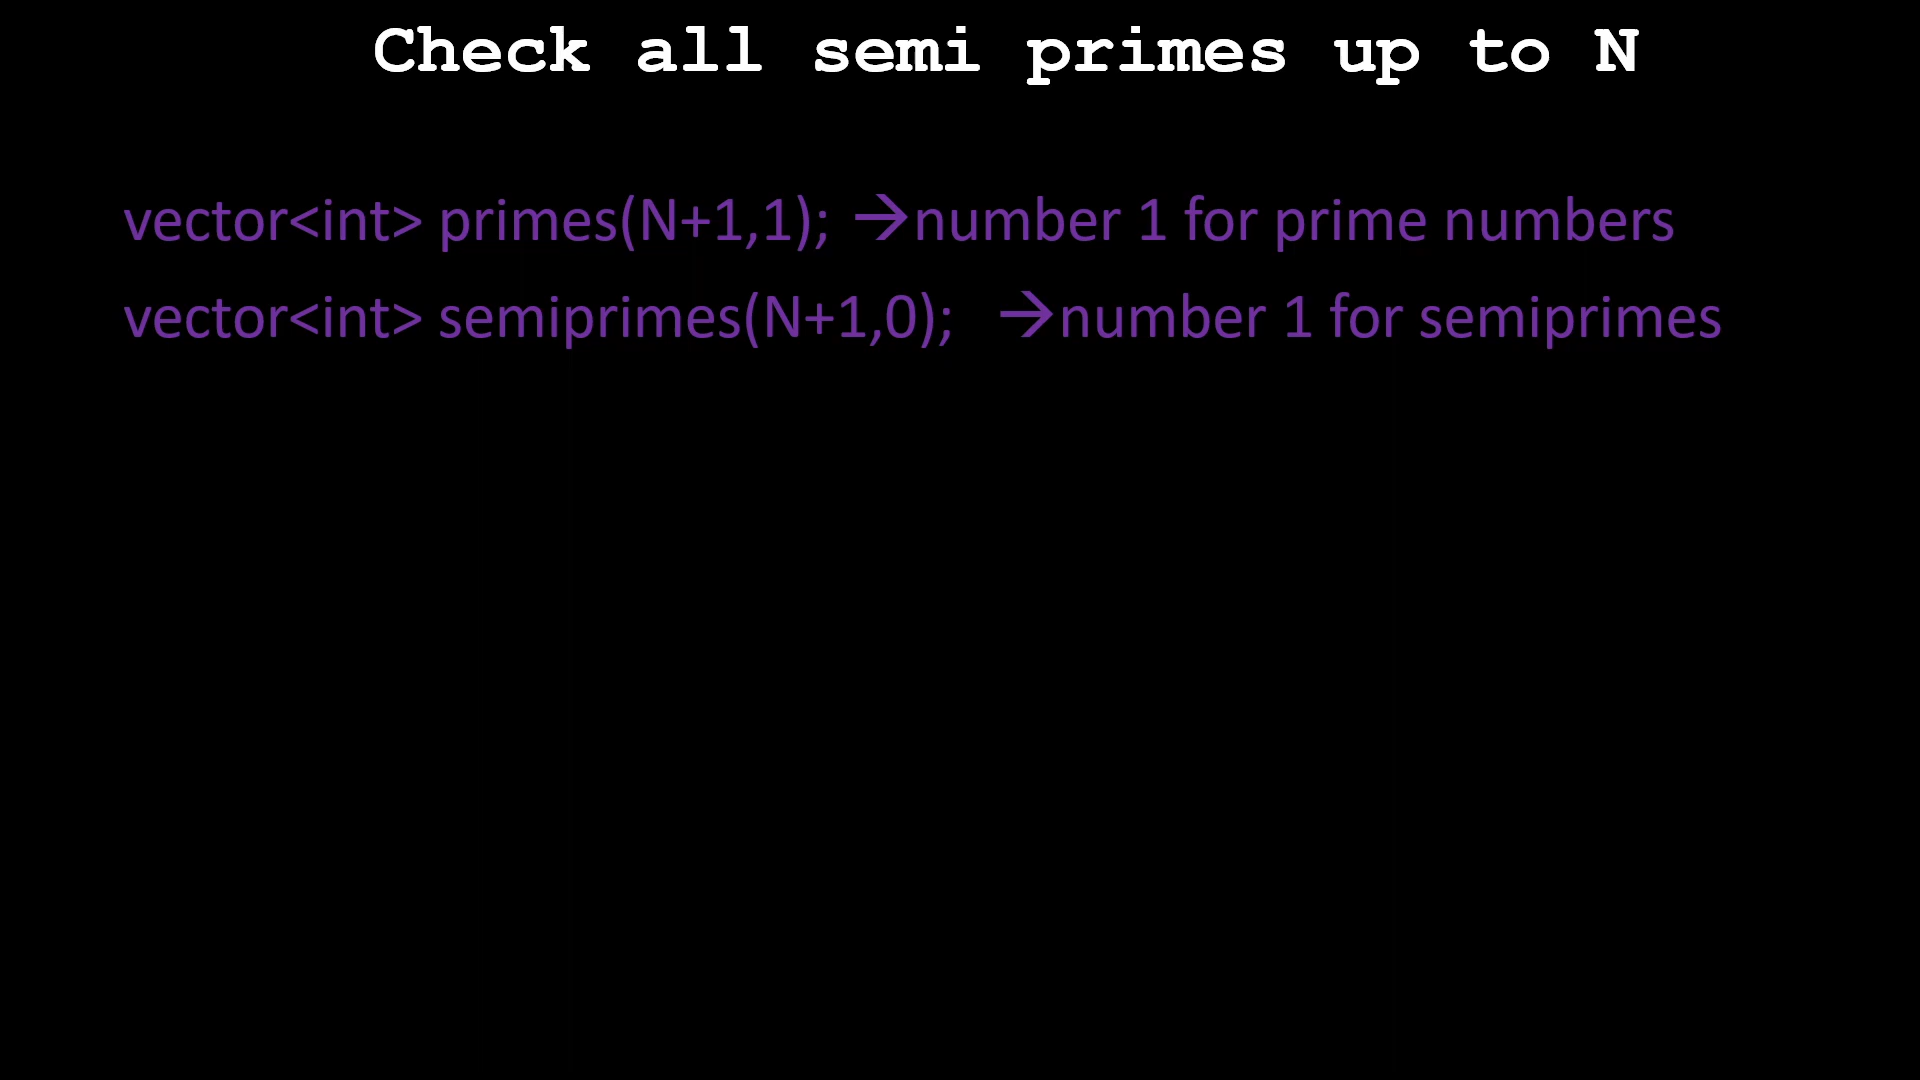 Check all semi primes up to N
vector<int> primes(N+1,1); →number 1 for prime numbers
vector<int> semiprimes(N+1,0); →number 1 for semiprimes